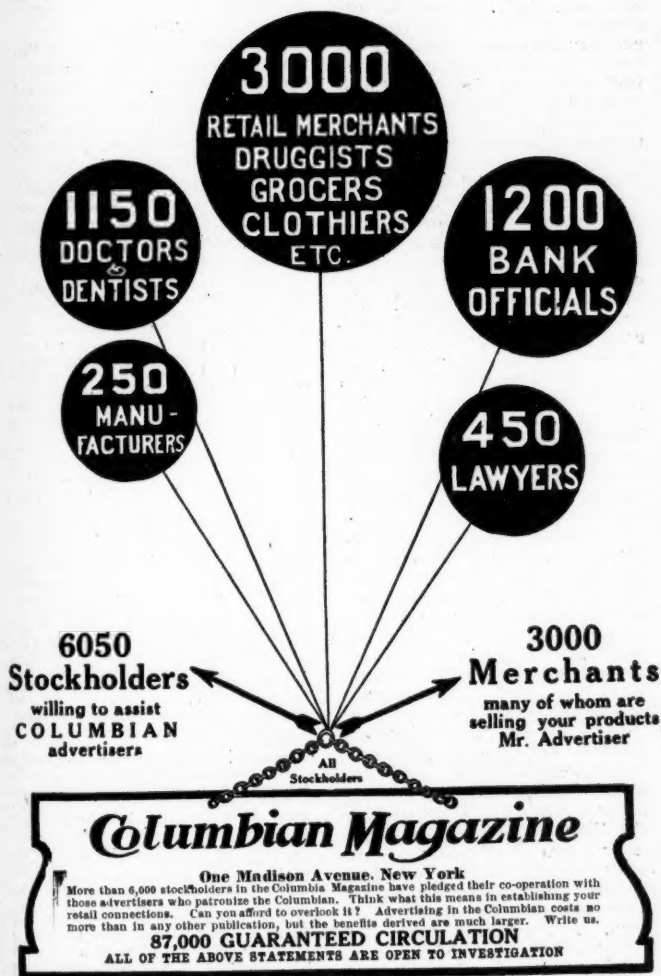 3000
RETAIL MERCHANTS
DRUGGISTS
GROCERS
CLOTHIERS
ETC.
1150
DOCTORS
&
DENTISTS
1200
BANK
OFFICIALS
250
MANU-
FACTURERS
450
LAWYERS
6050
Stockholders
willing to assist
COLUMBIAN
advertisers
3000
Merchants
many of whom are
selling your products
Mr. Advertiser
All
Stockholders
Columbian Magazine
One Madison Avenue. New York
More than 6,000 stockholders in the Columbia Magazine have pledged their co-operation with
those advertisers who patronize the Columbian. Think what this means in establishing your
retail connections. Can you afford to overlook it? Advertising in the Columbian costs no
more than in any other publication, but the benefits derived are much larger. Write us.
87,000 GUARANTEED CIRCULATION
ALL OF THE ABOVE STATEMENTS ARE OPEN TO INVESTIGATION